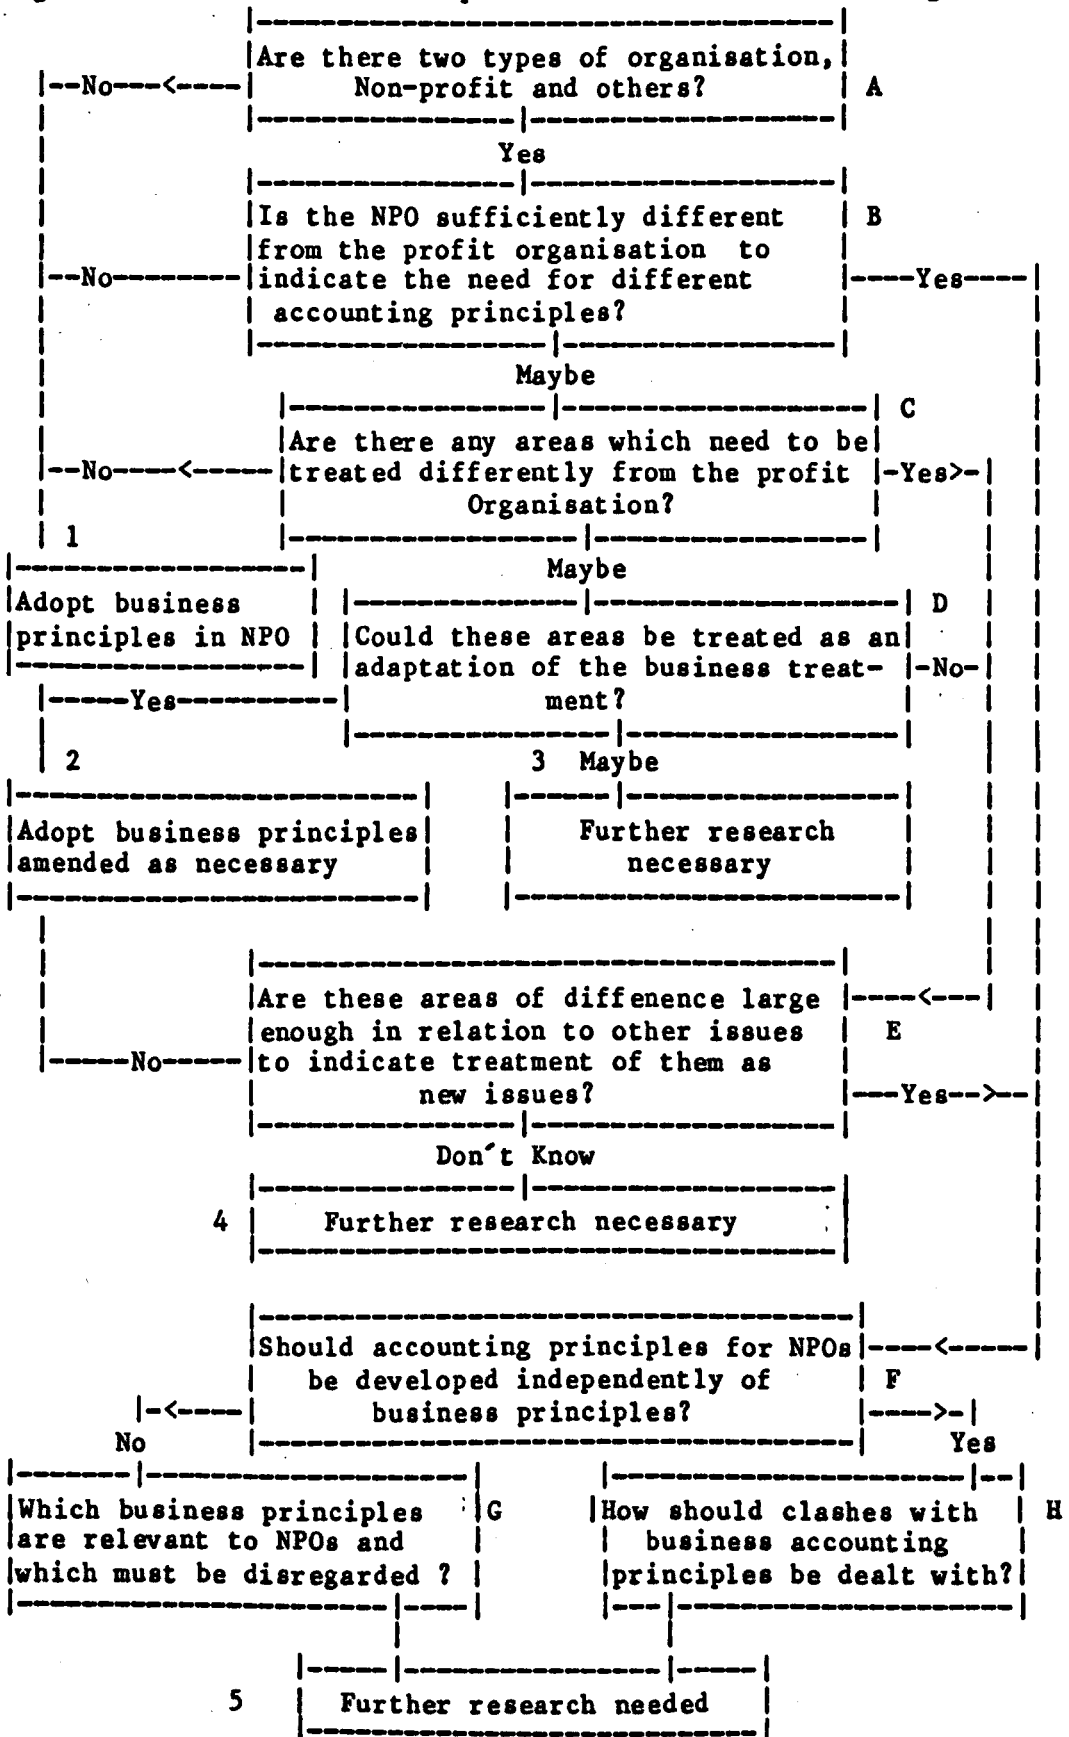 Are there two types of organisation,
Non-profit and others?
A
No
Yes
Is the NPO sufficiently different
from the profit organisation to
indicate the need for different
accounting principles?
B
No
Yes
Maybe
C
Are there any areas which need to be
treated differently from the profit
Organisation?
No
Yes
1
Maybe
Adopt business
principles in NPO
D
Could these areas be treated as an
adaptation of the business treat-
ment?
No
Yes
2
3 Maybe
Adopt business principles
amended as necessary
Further research
necessary
Are these areas of diffenence large
enough in relation to other issues
to indicate treatment of them as
new issues?
E
No
Yes
Don't Know
4
Further research necessary
Should accounting principles for NPOs
be developed independently of
business principles?
F
No
Yes
Which business principles
are relevant to NPOs and
which must be disregarded ?
G
How should clashes with
business accounting
principles be dealt with?
H
5
Further research needed